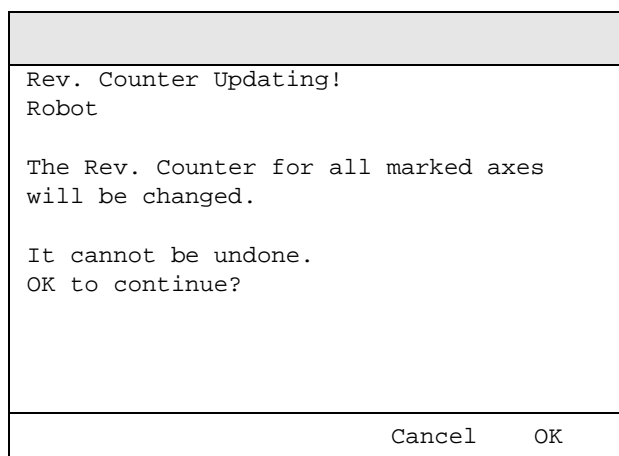 Rev. Counter Updating!
Robot
The Rev. Counter for all marked axes
will be changed.
It cannot be undone.
OK to continue?
Cancel OK